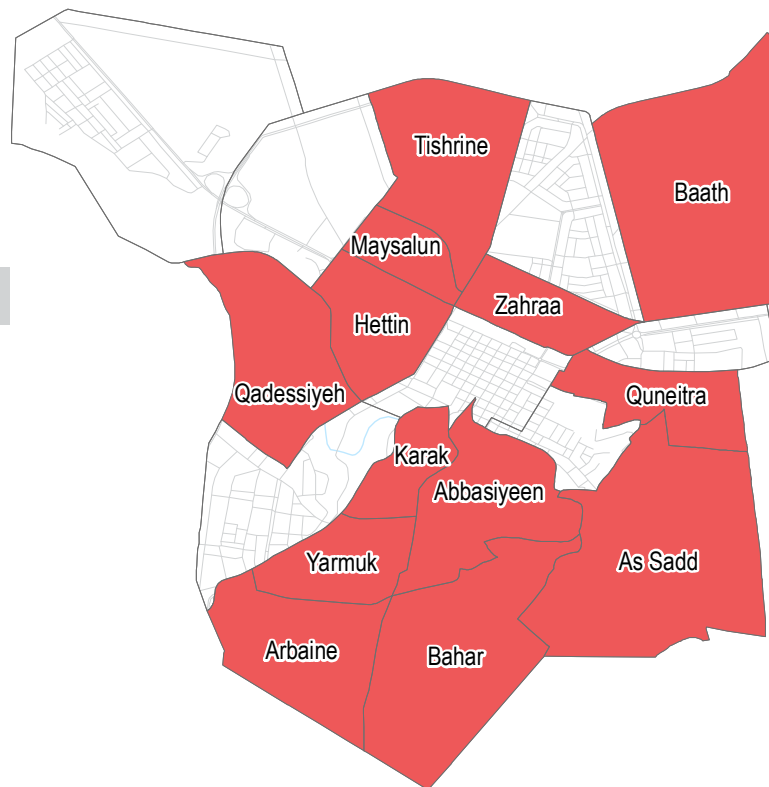 Tishrine
Baath
Maysalun
Zahraa
Hettin
Qadessiyeh
Quneitra
Karak
Abbasiyeen
Yarmuk
As Sadd
Arbaine
Bahar